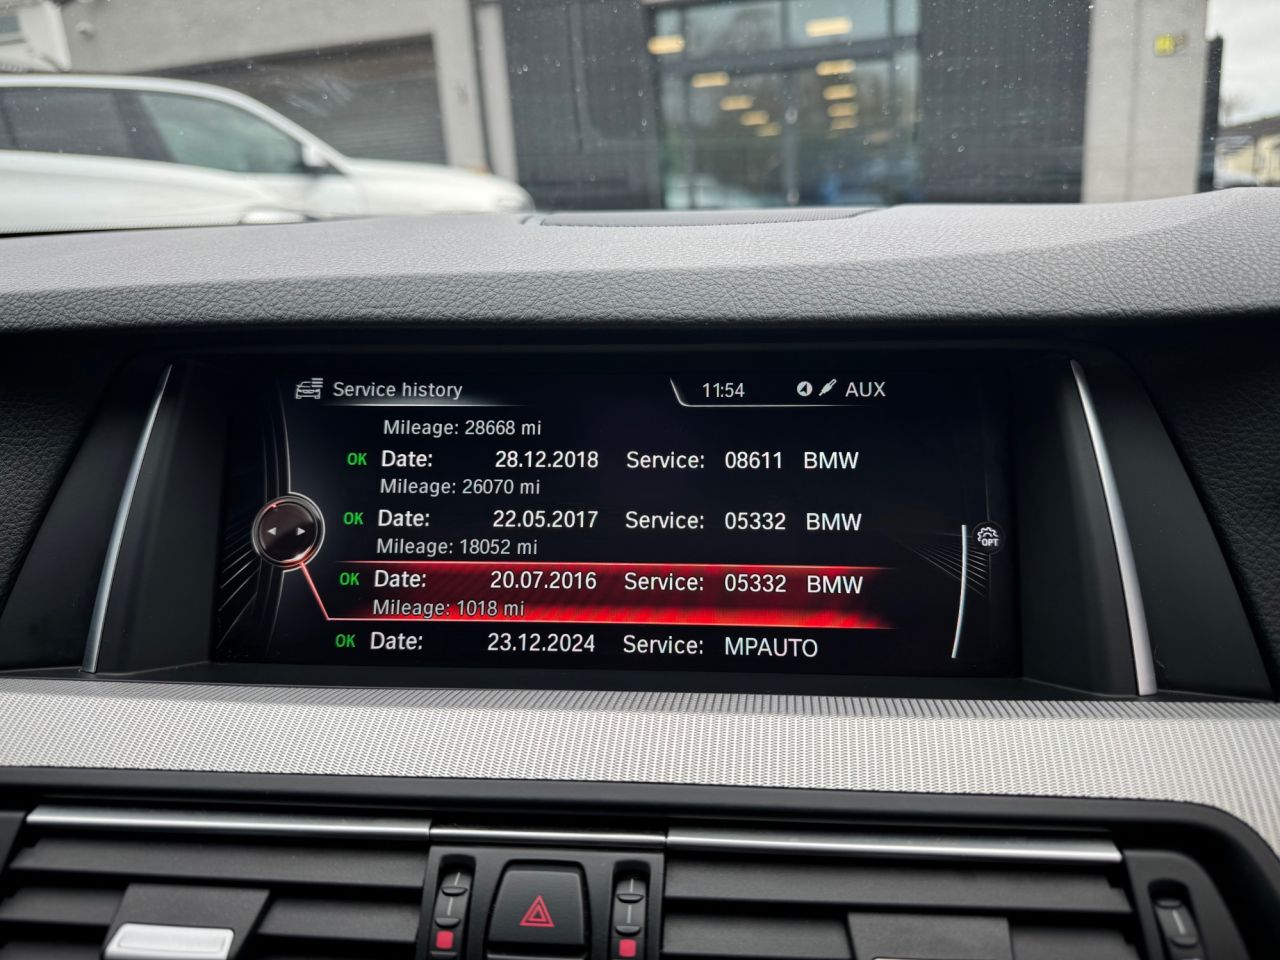 Service history 11:54 AUX
Mileage: 28668 mi
OK Date: 28.12.2018 Service: 08611 BMW
Mileage: 26070 mi
OK Date: 22.05.2017 Service: 05332 BMW
Mileage: 18052 mi
OK Date: 20.07.2016 Service: 05332 BMW
Mileage: 1018 mi
OK Date: 23.12.2024 Service: MPAUTO
OPT